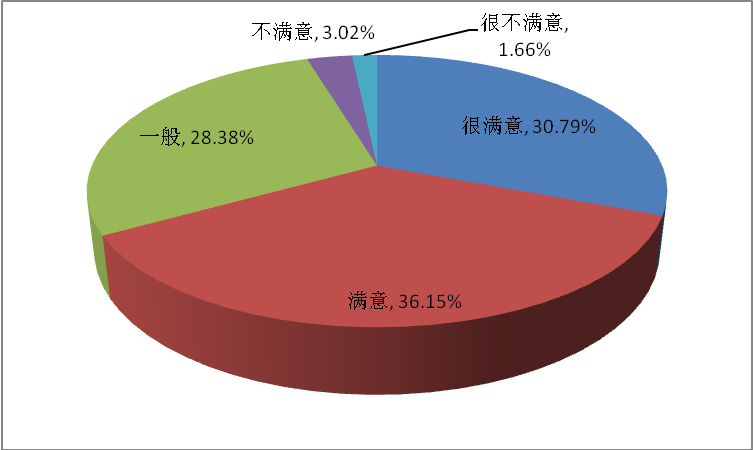 不满意, 3.02%
很不满意,
1.66%
很满意, 30.79%
一般, 28.38%
满意, 36.15%